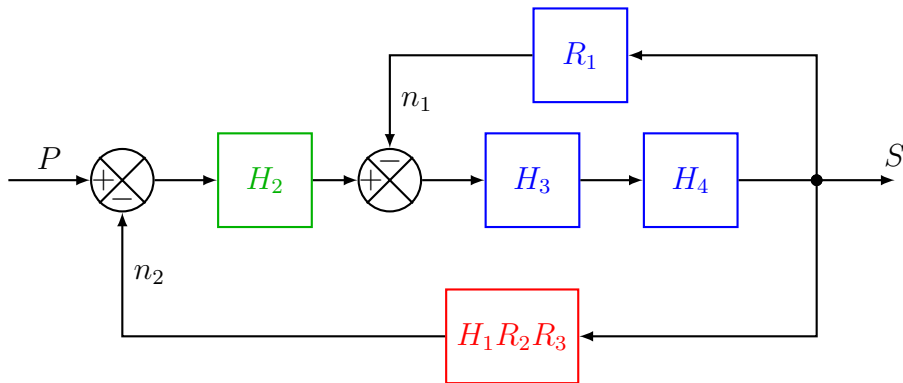 R₁
n₁
P
+
−
H₂
−
+
H₃
H₄
S
n₂
H₁R₂R₃